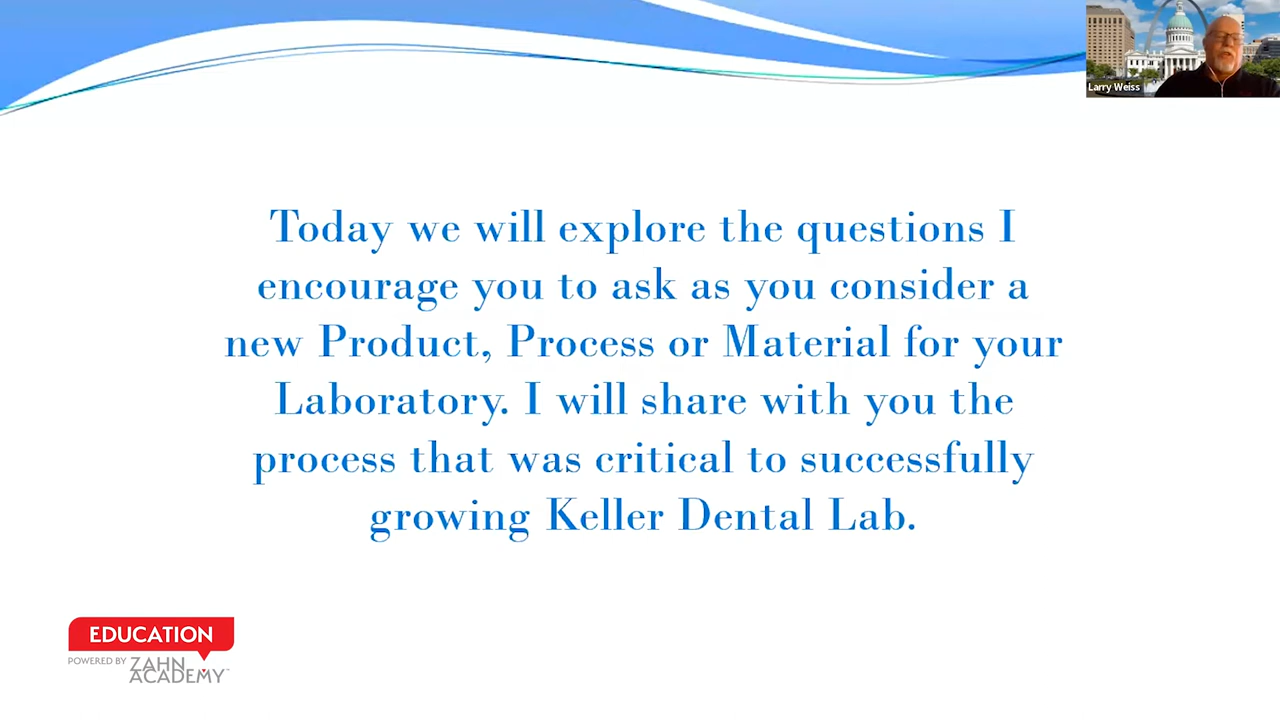 Larry Weiss
Today we will explore the questions I
encourage you to ask as you consider a
new Product, Process or Material for your
Laboratory. I will share with you the
process that was critical to successfully
growing Keller Dental Lab.
EDUCATION
POWERED BY ZAHN
ACADEMY